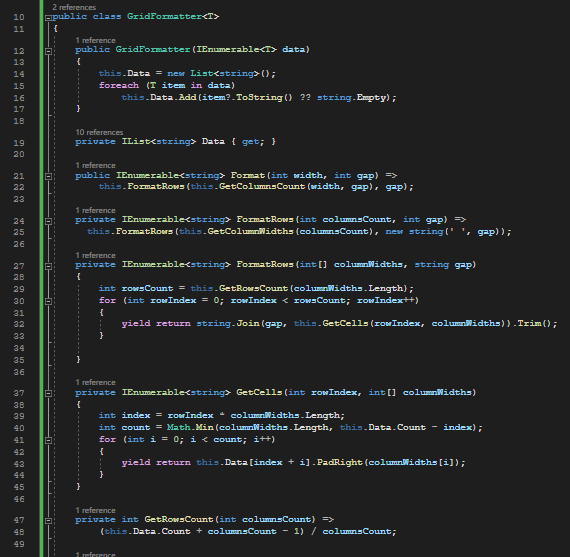 2 references
10 public class GridFormatter<T>
11 {
1 reference
12 public GridFormatter(IEnumerable<T> data)
13 {
14 this.Data = new List<string>();
15 foreach (T item in data)
16 this.Data.Add(item?.ToString() ?? string.Empty);
17 }
18
10 references
19 private IList<string> Data { get; }
20
1 reference
21 public IEnumerable<string> Format(int width, int gap) =>
22 this.FormatRows(this.GetColumnsCount(width, gap), gap);
23
1 reference
24 private IEnumerable<string> FormatRows(int columnsCount, int gap) =>
25 this.FormatRows(this.GetColumnWidths(columnsCount), new string(' ', gap));
26
1 reference
27 private IEnumerable<string> FormatRows(int[] columnWidths, string gap)
28 {
29 int rowsCount = this.GetRowsCount(columnWidths.Length);
30 for (int rowIndex = 0; rowIndex < rowsCount; rowIndex++)
31 {
32 yield return string.Join(gap, this.GetCells(rowIndex, columnWidths)).Trim();
33 }
34
35 }
36
1 reference
37 private IEnumerable<string> GetCells(int rowIndex, int[] columnWidths)
38 {
39 int index = rowIndex * columnWidths.Length;
40 int count = Math.Min(columnWidths.Length, this.Data.Count - index);
41 for (int i = 0; i < count; i++)
42 {
43 yield return this.Data[index + i].PadRight(columnWidths[i]);
44 }
45 }
46
1 reference
47 private int GetRowsCount(int columnsCount) =>
48 (this.Data.Count + columnsCount - 1) / columnsCount;
49
1 reference